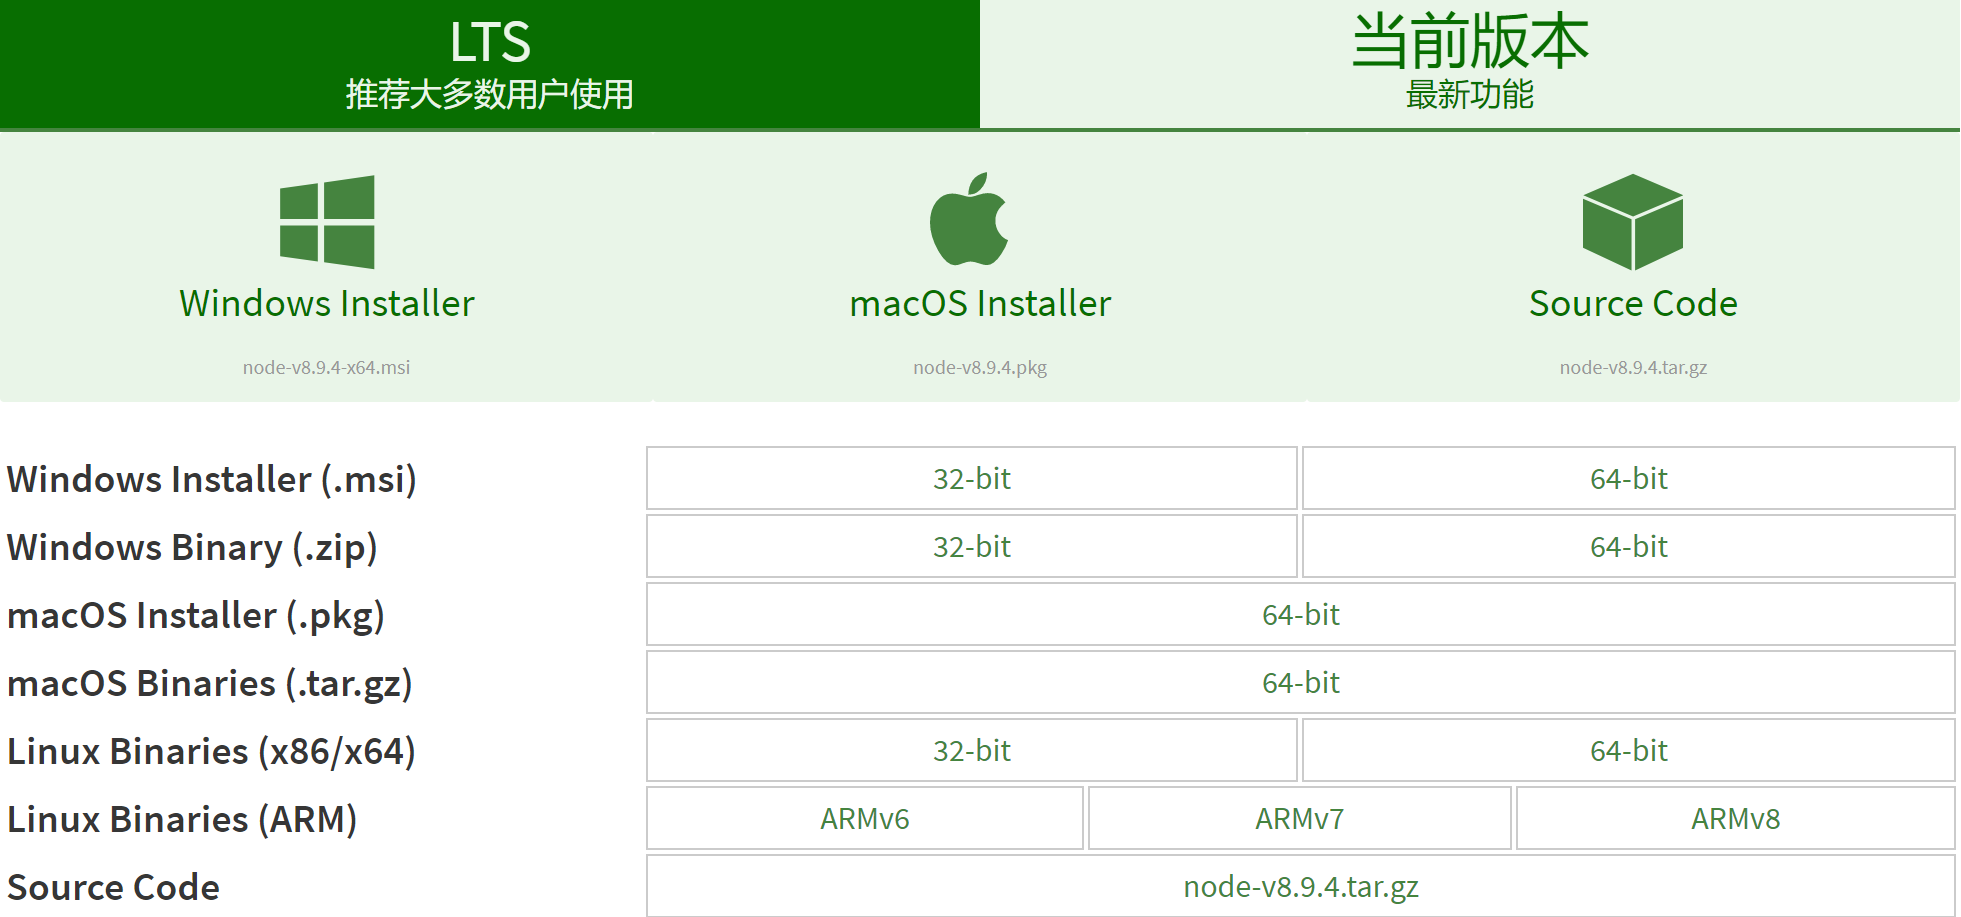 LTS
推荐大多数用户使用
当前版本
最新功能
Windows Installer
node-v8.9.4-x64.msi
macOS Installer
node-v8.9.4.pkg
Source Code
node-v8.9.4.tar.gz
Windows Installer (.msi) 32-bit 64-bit
Windows Binary (.zip) 32-bit 64-bit
macOS Installer (.pkg) 64-bit
macOS Binaries (.tar.gz) 64-bit
Linux Binaries (x86/x64) 32-bit 64-bit
Linux Binaries (ARM) ARMv6 ARMv7 ARMv8
Source Code node-v8.9.4.tar.gz